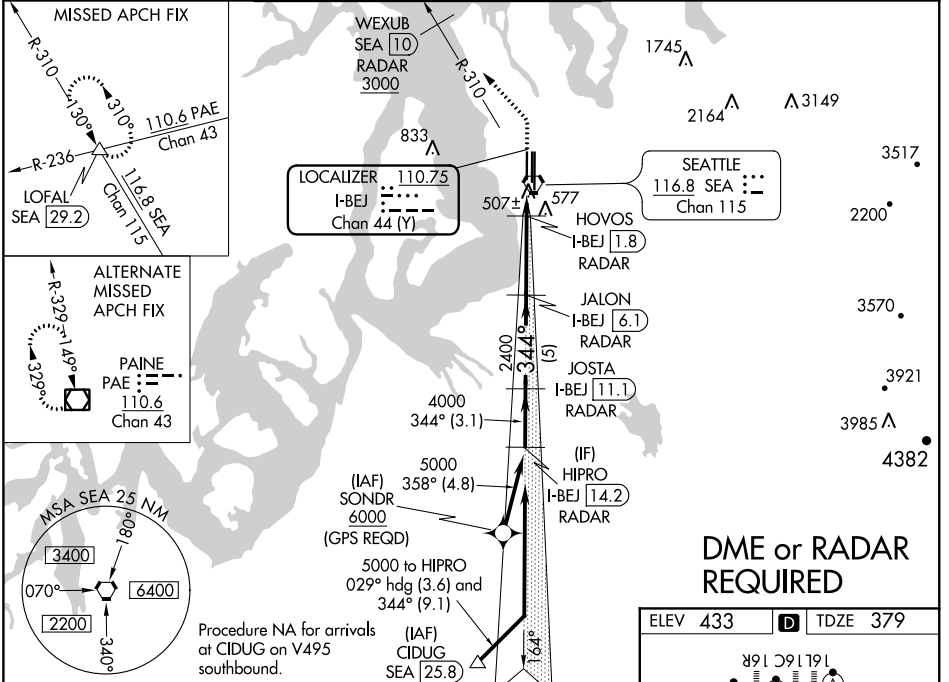 MISSED APCH FIX
R-310
130°
310°
110.6 PAE
Chan 43
R-236
LOFAL
SEA 29.2
116.8 SEA
Chan 115
ALTERNATE
MISSED
APCH FIX
R-329
149°
329°
PAINE
PAE
110.6
Chan 43
WEXUB
SEA 10
RADAR
3000
R-310
833
LOCALIZER 110.75
I-BEJ
Chan 44 (Y)
1745
2164
3149
3517
2200
SEATTLE
116.8 SEA
Chan 115
507±
577
HOVOS
I-BEJ 1.8
RADAR
JALON
I-BEJ 6.1
RADAR
2400
344°
(5)
JOSTA
I-BEJ 11.1
RADAR
3570
3921
3985
4382
4000
344° (3.1)
(IF)
HIPRO
I-BEJ 14.2
RADAR
5000
358° (4.8)
(IAF)
SONDR
6000
(GPS REQD)
5000 to HIPRO
029° hdg (3.6) and
344° (9.1)
(IAF)
CIDUG
SEA 25.8
164°
MSA SEA 25 NM
180°
3400
070°
6400
2200
340°
Procedure NA for arrivals
at CIDUG on V495
southbound.
DME or RADAR
REQUIRED
ELEV 433
D
TDZE 379
16R
16C
16L